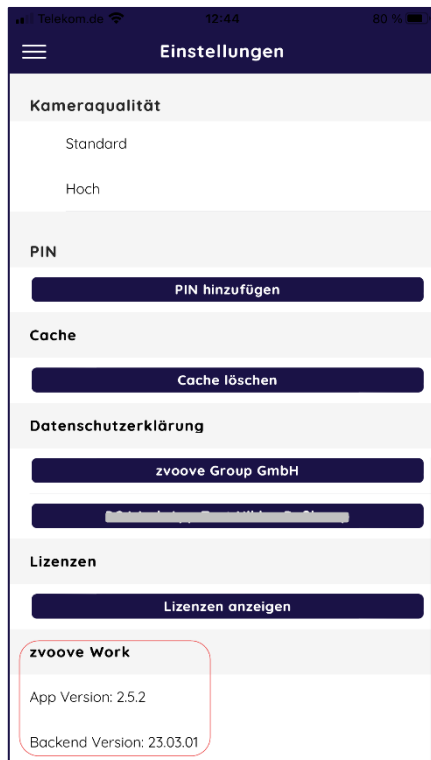 Telekom.de 12:44 80 %
Einstellungen
Kameraqualität
Standard
Hoch
PIN
PIN hinzufügen
Cache
Cache löschen
Datenschutzerklärung
zvoove Group GmbH
Lizenzen
Lizenzen anzeigen
zvoove Work
App Version: 2.5.2
Backend Version: 23.03.01